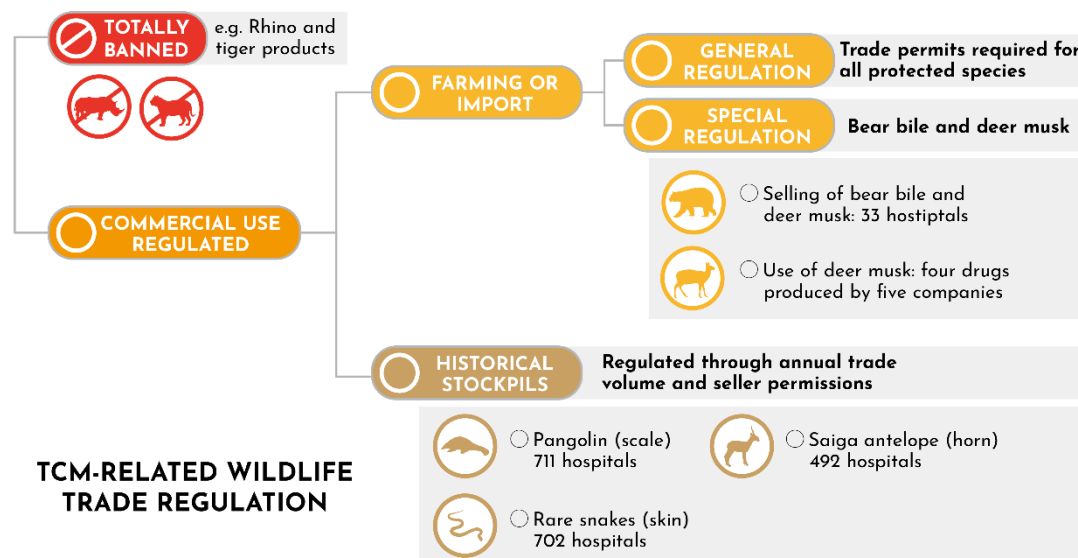 TOTALLY
BANNED
e.g. Rhino and
tiger products
COMMERCIAL USE
REGULATED
FARMING OR
IMPORT
GENERAL
REGULATION
Trade permits required for
all protected species
SPECIAL
REGULATION
Bear bile and deer musk
Selling of bear bile and
deer musk: 33 hostiptals
Use of deer musk: four drugs
produced by five companies
HISTORICAL
STOCKPILS
Regulated through annual trade
volume and seller permissions
Pangolin (scale)
711 hospitals
Saiga antelope (horn)
492 hospitals
Rare snakes (skin)
702 hospitals
TCM-RELATED WILDLIFE
TRADE REGULATION